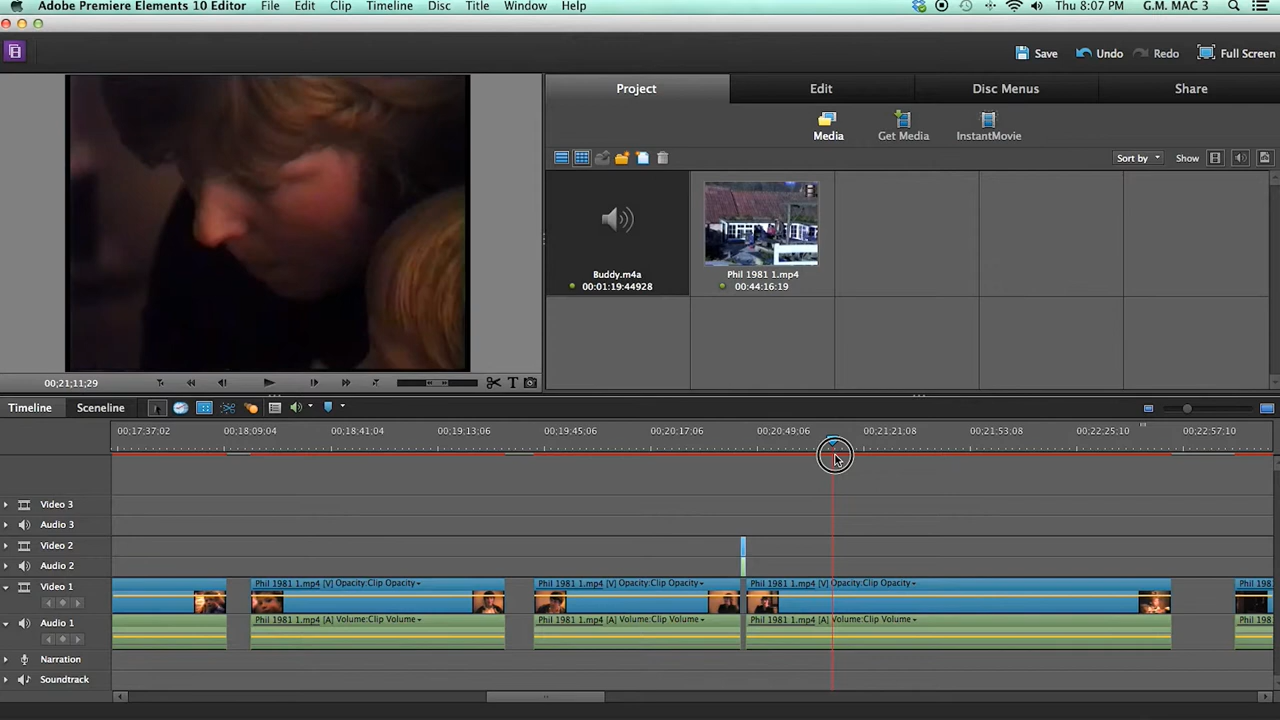 Adobe Premiere Elements 10 Editor File Edit Clip Timeline Disc Title Window Help Thu 8:07 PM G.M. MAC 3
Save Undo Redo Full Screen
Project Edit Disc Menus Share
Media Get Media InstantMovie
Sort by Show
Buddy.m4a Phil 1981 1.mp4
00:01:19:44928 00:44:16:19
00;21;11;29 T
Timeline Sceneline
00;17;37;02 00;18;09;04 00;18;41;04 00;19;13;06 00;19;45;06 00;20;17;06 00;20;49;06 00;21;21;08 00;21;53;08 00;22;25;10 00;22;57;10
Video 3
Audio 3
Video 2
Audio 2
Video 1 Phil 1981 1.mp4 [V] Opacity:Clip Opacity Phil 1981 1.mp4 [V] Opacity:Clip Opacity Phil 1981 1.mp4 [V] Opacity:Clip Opacity Phil 198
Audio 1 Phil 1981 1.mp4 [A] Volume:Clip Volume Phil 1981 1.mp4 [A] Volume:Clip Volume Phil 1981 1.mp4 [A] Volume:Clip Volume Phil 198
Narration
Soundtrack